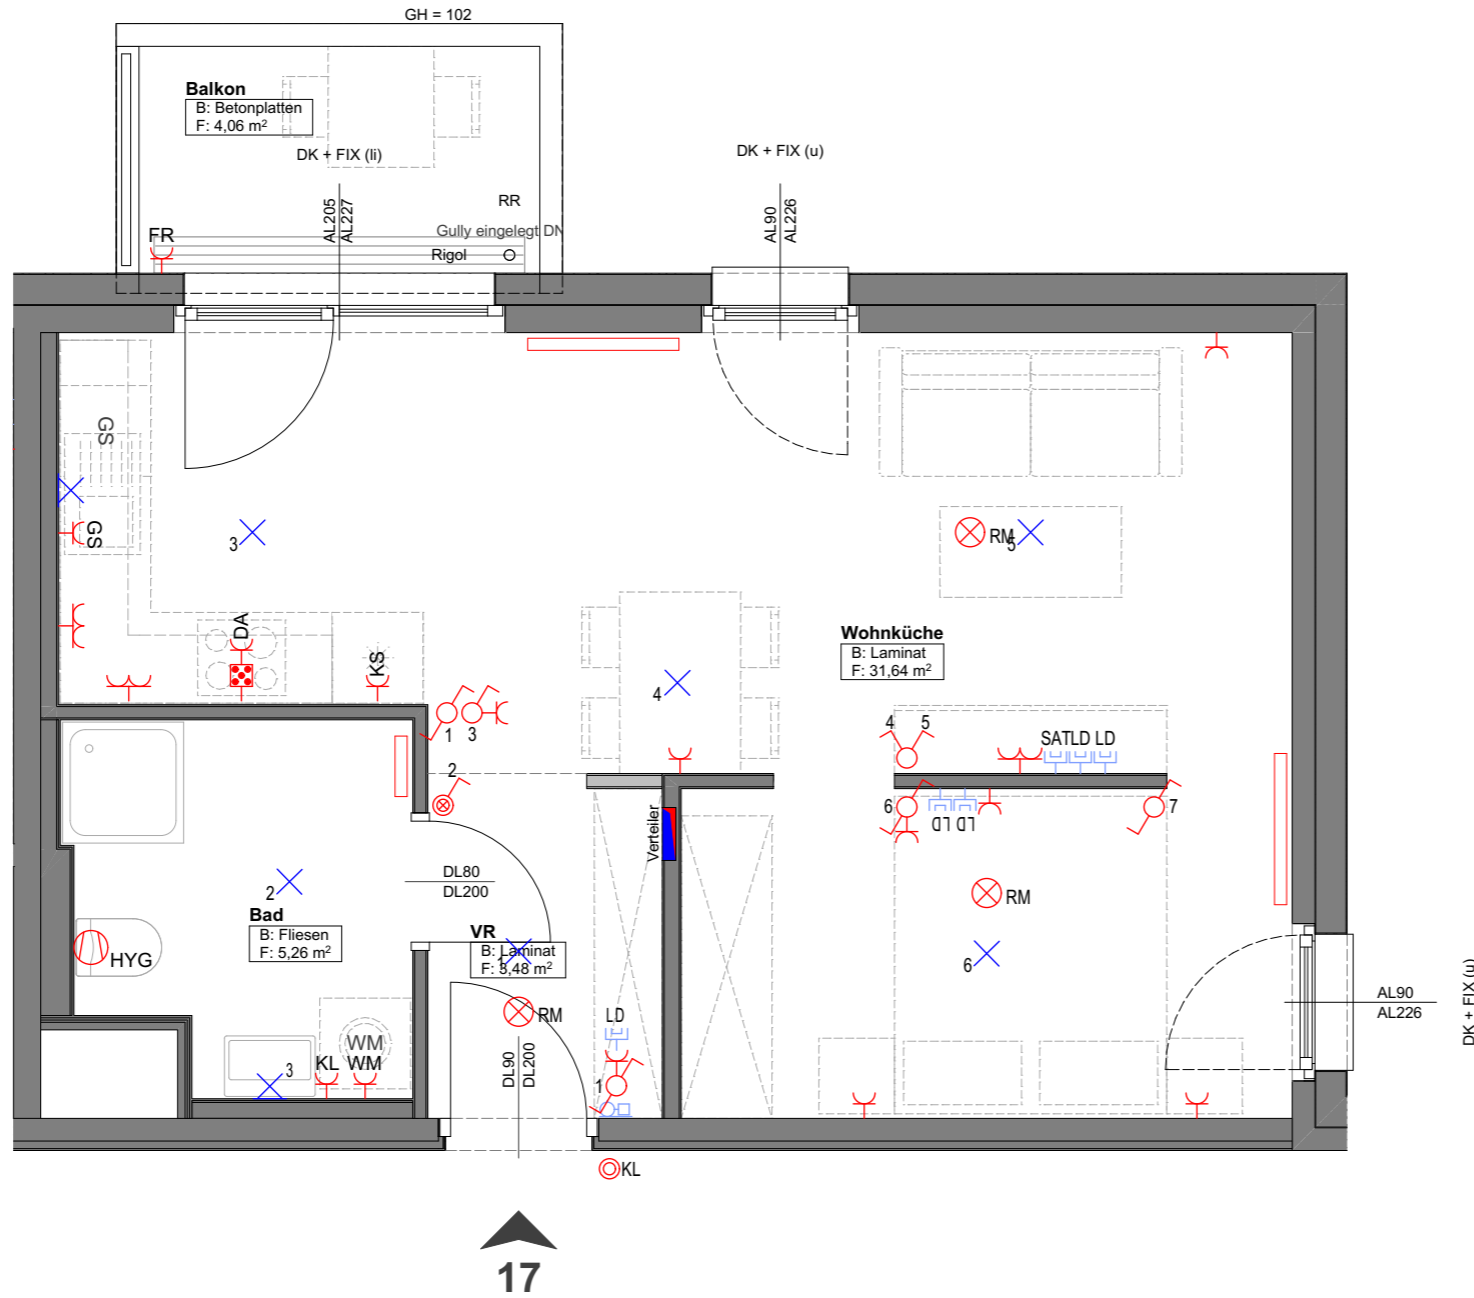 GH = 102
Balkon
B: Betonplatten
F: 4,06 m²
DK + FIX (li)
DK + FIX (u)
AL205
AL227
AL90
AL226
RR
FR
Gully eingelegt DN
Rigol
GS
GS
3
RM
5
DA
KS
Wohnküche
B: Laminat
F: 31,64 m²
4
1
3
4
5
SAT
LD
LD
2
6
LD
LD
7
Verteiler
DL80
DL200
2
Bad
B: Fliesen
F: 5,26 m²
VR
B: Laminat
F: 3,48 m²
1
RM
6
HYG
RM
LD
DL90
DL200
AL90
AL226
DK + FIX (u)
WM
KL
WM
3
1
KL
17